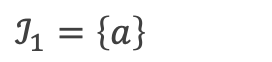 ℐ₁ = {𝑎}